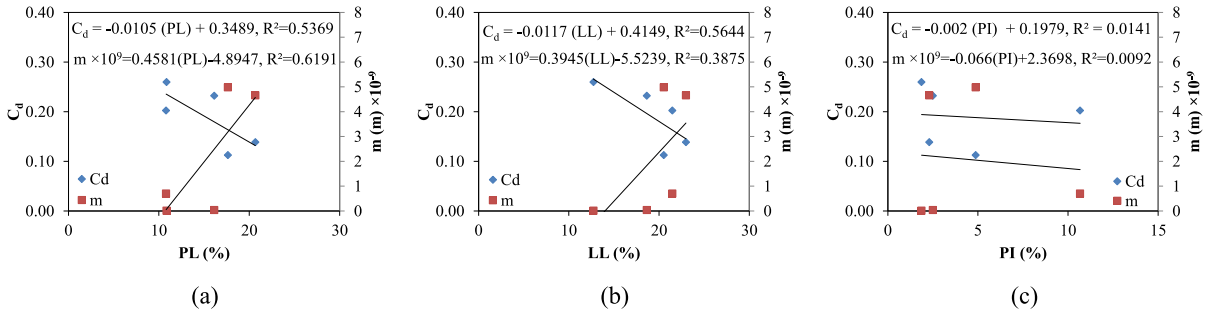 C_d = -0.0105 (PL) + 0.3489, R²=0.5369
m ×10⁹=0.4581(PL)-4.8947, R²=0.6191
0.40
0.30
0.20
0.10
0.00
C_d
8
7
6
5
4
3
2
1
0
m (m) ×10⁻⁹
Cd
m
0
10
20
30
PL (%)
(a)
C_d = -0.0117 (LL) + 0.4149, R²=0.5644
m ×10⁹=0.3945(LL)-5.5239, R²=0.3875
0.40
0.30
0.20
0.10
0.00
C_d
8
7
6
5
4
3
2
1
0
m (m) ×10⁻⁹
Cd
m
0
10
20
30
LL (%)
(b)
C_d = -0.002 (PI) + 0.1979, R² = 0.0141
m ×10⁹=-0.066(PI)+2.3698, R²=0.0092
0.40
0.30
0.20
0.10
0.00
C_d
8
7
6
5
4
3
2
1
0
m (m) ×10⁻⁹
Cd
m
0
5
10
15
PI (%)
(c)